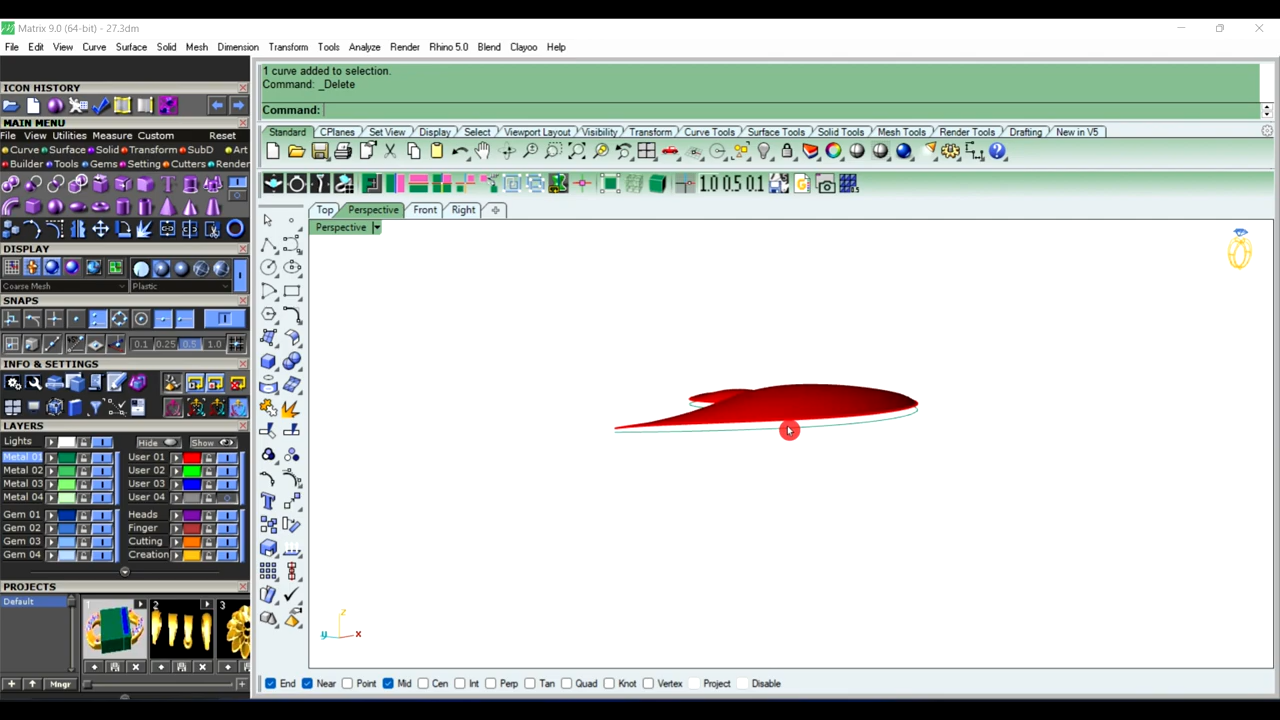 Matrix 9.0 (64-bit) - 27.3dm
File Edit View Curve Surface Solid Mesh Dimension Transform Tools Analyze Render Rhino 5.0 Blend Clayoo Help
1 curve added to selection.
Command: _Delete
Command:
Standard CPlanes Set View Display Select Viewport Layout Visibility Transform Curve Tools Surface Tools Solid Tools Mesh Tools Render Tools Drafting New in V5
1.0 0.5 0.1
Top Perspective Front Right
Perspective
ICON HISTORY
MAIN MENU
File View Utilities Measure Custom Reset
Curve Surface Solid Transform SubD Art
Builder Tools Gems Setting Cutters Render
DISPLAY
Coarse Mesh Plastic
SNAPS
0.1 0.25 0.5 1.0
INFO & SETTINGS
LAYERS
Lights Hide Show
Metal 01 User 01
Metal 02 User 02
Metal 03 User 03
Metal 04 User 04
Gem 01 Heads
Gem 02 Finger
Gem 03 Cutting
Gem 04 Creation
PROJECTS
Default
1 2 3
Mngr
z
y x
End Near Point Mid Cen Int Perp Tan Quad Knot Vertex Project Disable